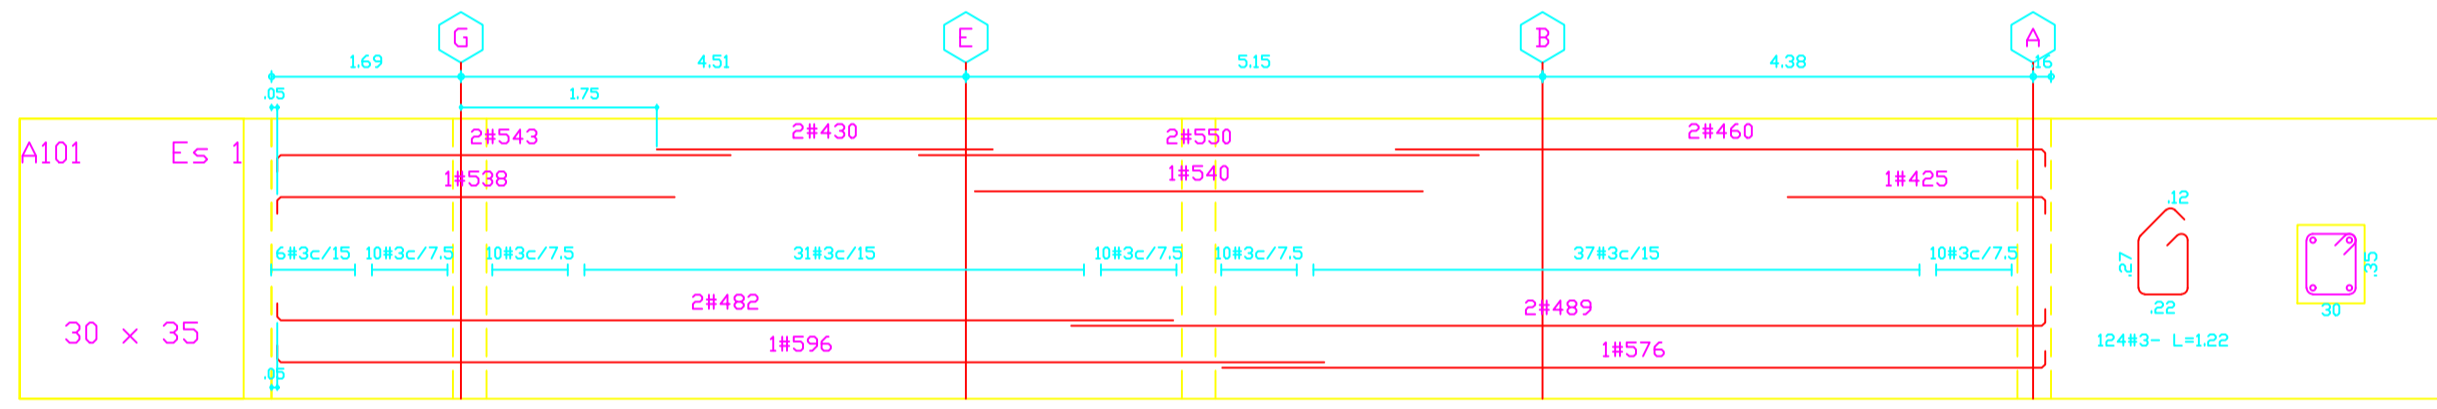 G E B A
1.69 4.51 5.15 4.38 .16
.05 1.75
2#543 2#430 2#550 2#460
A101 Es 1
1#538 1#540 1#425
.12
6#3c/15 10#3c/7.5 10#3c/7.5 31#3c/15 10#3c/7.5 10#3c/7.5 37#3c/15 10#3c/7.5
.27 .35
2#482 2#489
.22 30
30 x 35
1#596 1#576
124#3- L=1.22
.05